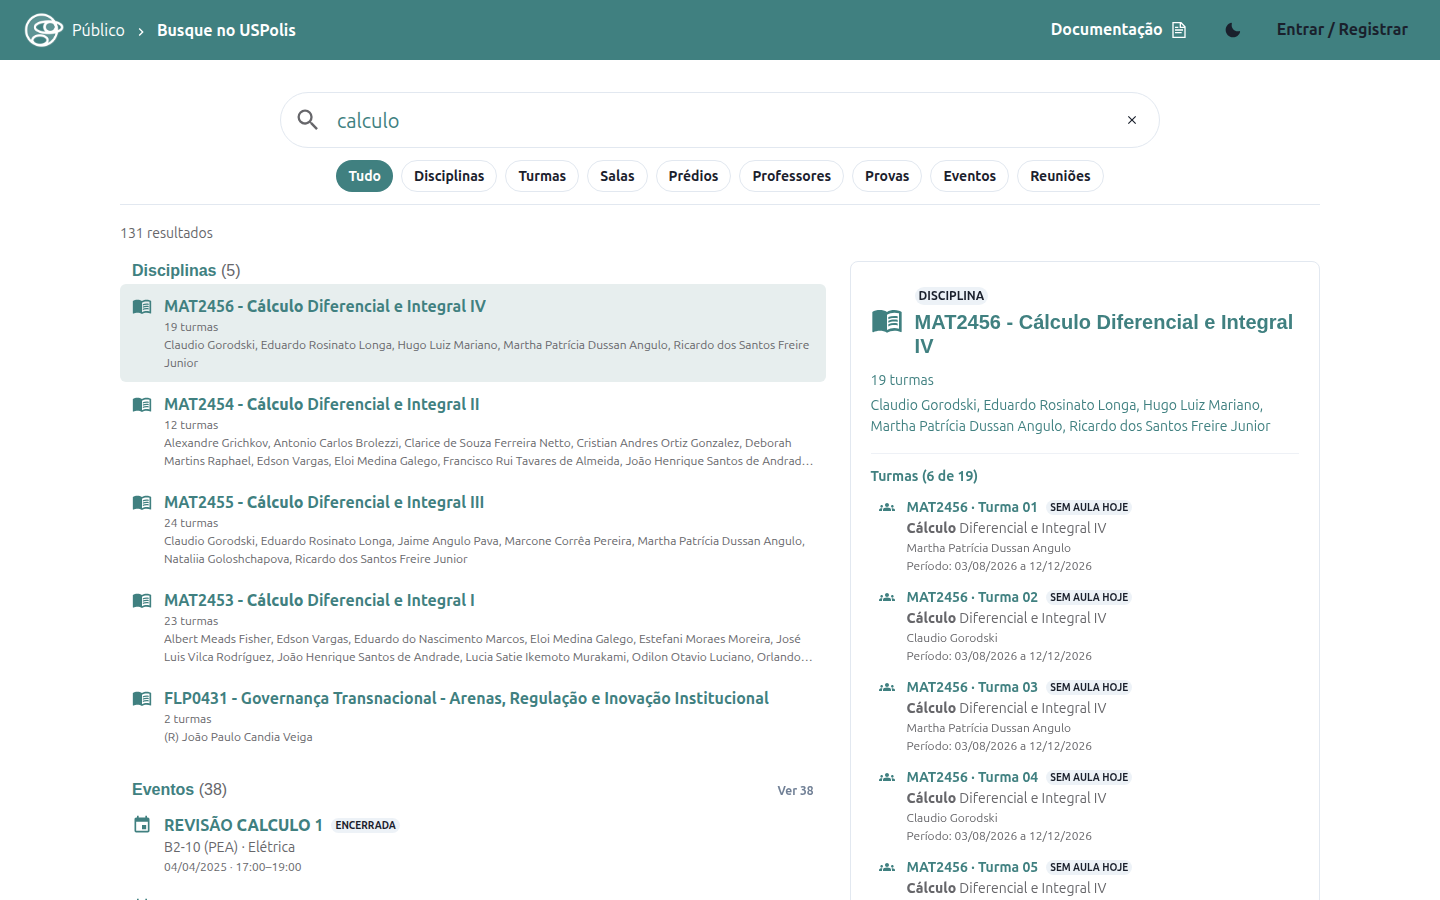 Público › Busque no USPolis
Documentação
Entrar / Registrar
calculo
Tudo
Disciplinas
Turmas
Salas
Prédios
Professores
Provas
Eventos
Reuniões
131 resultados
Disciplinas (5)
MAT2456 - Cálculo Diferencial e Integral IV
19 turmas
Claudio Gorodski, Eduardo Rosinato Longa, Hugo Luiz Mariano, Martha Patrícia Dussan Angulo, Ricardo dos Santos Freire
Junior
MAT2454 - Cálculo Diferencial e Integral II
12 turmas
Alexandre Grichkov, Antonio Carlos Brolezzi, Clarice de Souza Ferreira Netto, Cristian Andres Ortiz Gonzalez, Deborah
Martins Raphael, Edson Vargas, Eloi Medina Galego, Francisco Rui Tavares de Almeida, João Henrique Santos de Andrad...
MAT2455 - Cálculo Diferencial e Integral III
24 turmas
Claudio Gorodski, Eduardo Rosinato Longa, Jaime Angulo Pava, Marcone Corrêa Pereira, Martha Patrícia Dussan Angulo,
Nataliia Goloshchapova, Ricardo dos Santos Freire Junior
MAT2453 - Cálculo Diferencial e Integral I
23 turmas
Albert Meads Fisher, Edson Vargas, Eduardo do Nascimento Marcos, Eloi Medina Galego, Estefani Moraes Moreira, José
Luis Vilca Rodríguez, João Henrique Santos de Andrade, Lucia Satie Ikemoto Murakami, Odilon Otavio Luciano, Orlando...
FLP0431 - Governança Transnacional - Arenas, Regulação e Inovação Institucional
2 turmas
(R) João Paulo Candia Veiga
Eventos (38)
Ver 38
REVISÃO CALCULO 1 ENCERRADA
B2-10 (PEA) · Elétrica
04/04/2025 · 17:00–19:00
DISCIPLINA
MAT2456 - Cálculo Diferencial e Integral
IV
19 turmas
Claudio Gorodski, Eduardo Rosinato Longa, Hugo Luiz Mariano,
Martha Patrícia Dussan Angulo, Ricardo dos Santos Freire Junior
Turmas (6 de 19)
MAT2456 · Turma 01 SEM AULA HOJE
Cálculo Diferencial e Integral IV
Martha Patrícia Dussan Angulo
Período: 03/08/2026 a 12/12/2026
MAT2456 · Turma 02 SEM AULA HOJE
Cálculo Diferencial e Integral IV
Claudio Gorodski
Período: 03/08/2026 a 12/12/2026
MAT2456 · Turma 03 SEM AULA HOJE
Cálculo Diferencial e Integral IV
Martha Patrícia Dussan Angulo
Período: 03/08/2026 a 12/12/2026
MAT2456 · Turma 04 SEM AULA HOJE
Cálculo Diferencial e Integral IV
Claudio Gorodski
Período: 03/08/2026 a 12/12/2026
MAT2456 · Turma 05 SEM AULA HOJE
Cálculo Diferencial e Integral IV